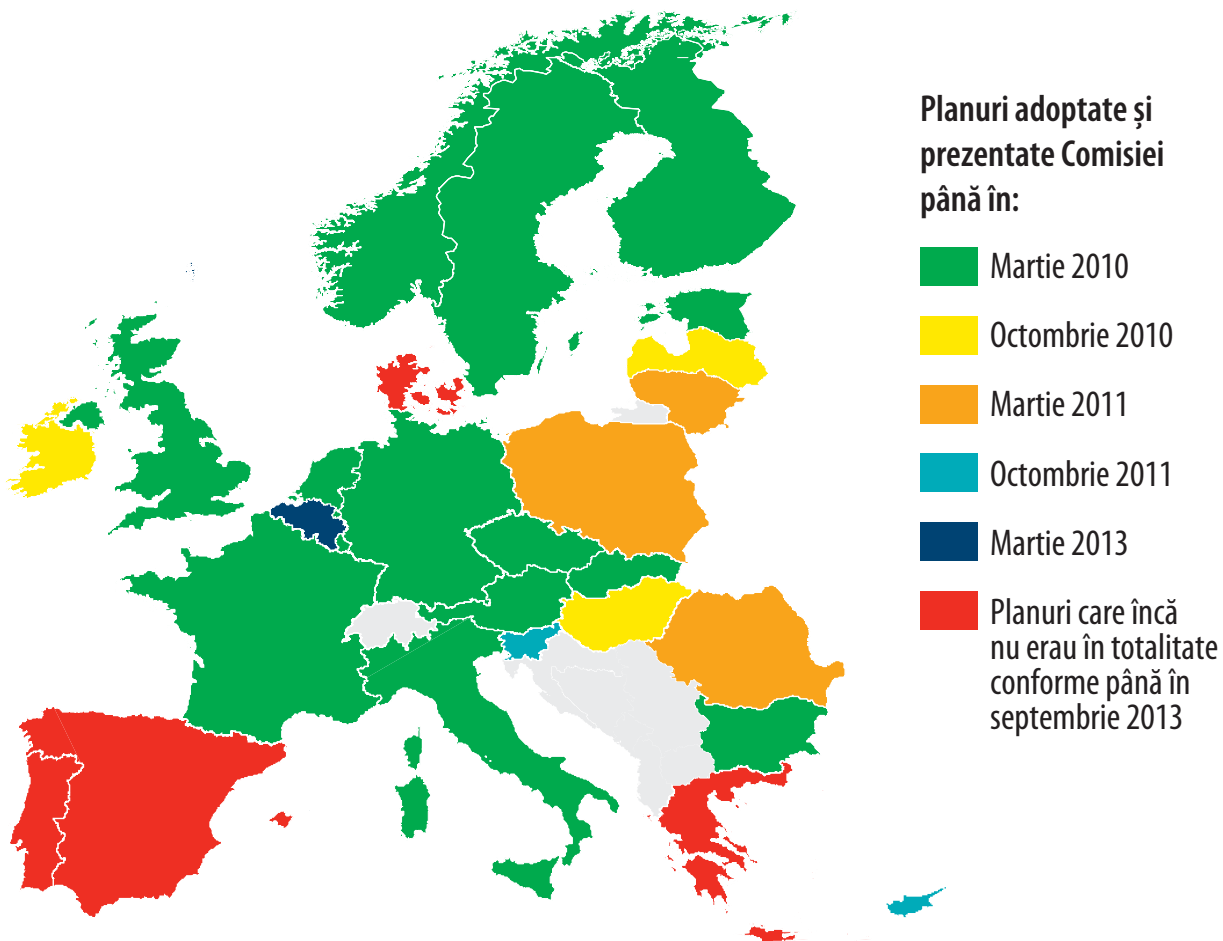 Planuri adoptate și
prezentate Comisiei
până în:
Martie 2010
Octombrie 2010
Martie 2011
Octombrie 2011
Martie 2013
Planuri care încă
nu erau în totalitate
conforme până în
septembrie 2013